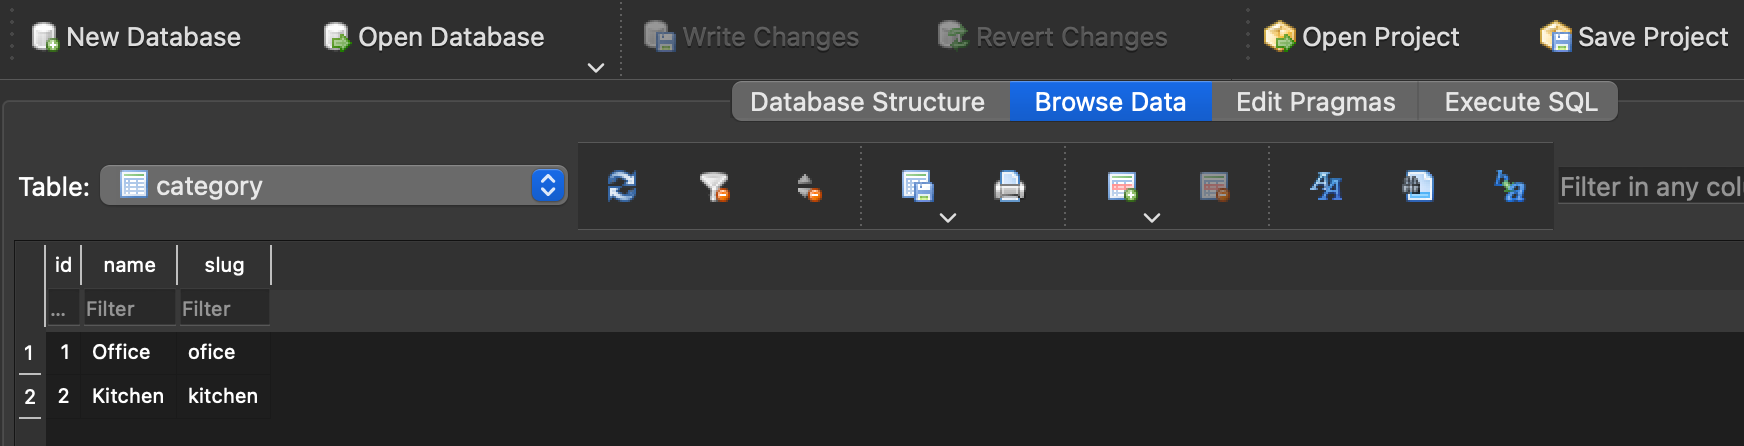 New Database Open Database Write Changes Revert Changes Open Project Save Project
Database Structure Browse Data Edit Pragmas Execute SQL
Table: category Filter in any
id name slug
... Filter Filter
1 1 Office ofice
2 2 Kitchen kitchen